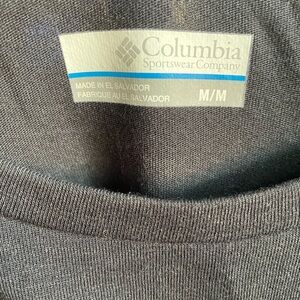 Columbia
Sportswear Company
MADE IN EL SALVADOR
FABRIQUÉ AU EL SALVADOR
M/M